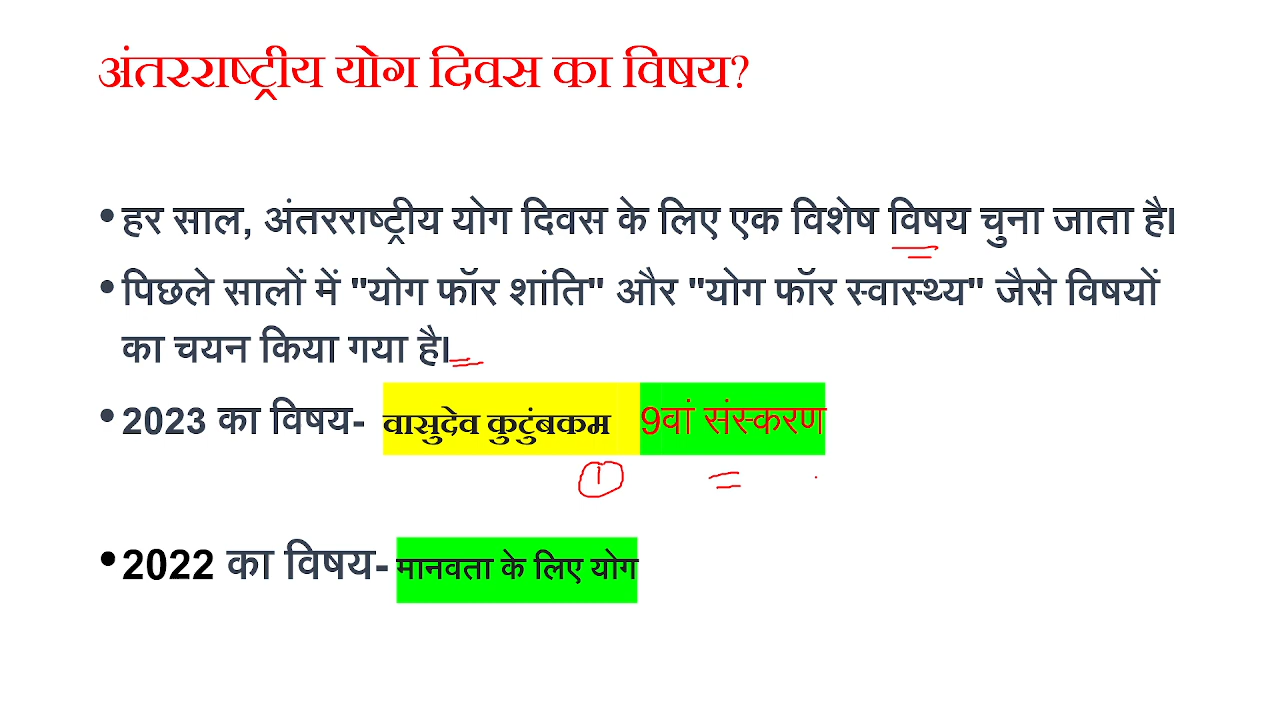 अंतरराष्ट्रीय योग दिवस का विषय?
•हर साल, अंतरराष्ट्रीय योग दिवस के लिए एक विशेष विषय चुना जाता है।
•पिछले सालों में "योग फॉर शांति" और "योग फॉर स्वास्थ्य" जैसे विषयों
का चयन किया गया है।
•2023 का विषय- वासुदेव कुटुंबकम 9वां संस्करण
1
•2022 का विषय- मानवता के लिए योग